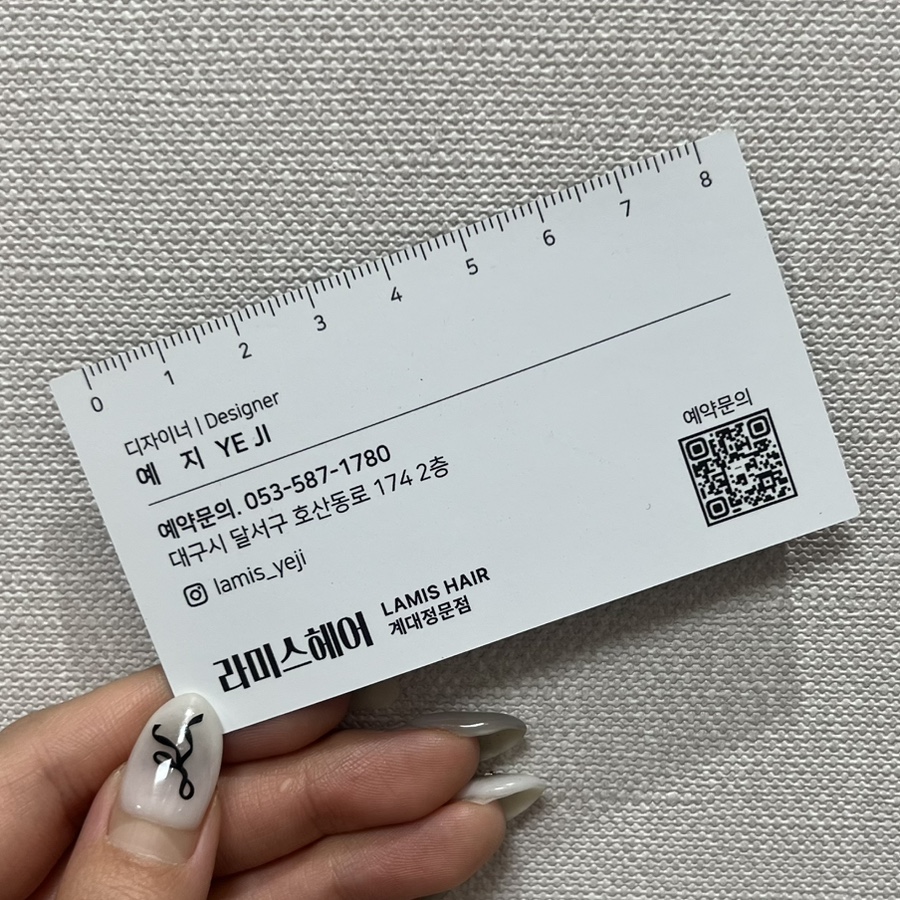 0 1 2 3 4 5 6 7 8
디자이너 | Designer
예 지 YE JI
예약문의. 053-587-1780
대구시 달서구 호산동로 174 2층
lamis_yeji
라미스헤어
LAMIS HAIR
계대정문점
예약문의